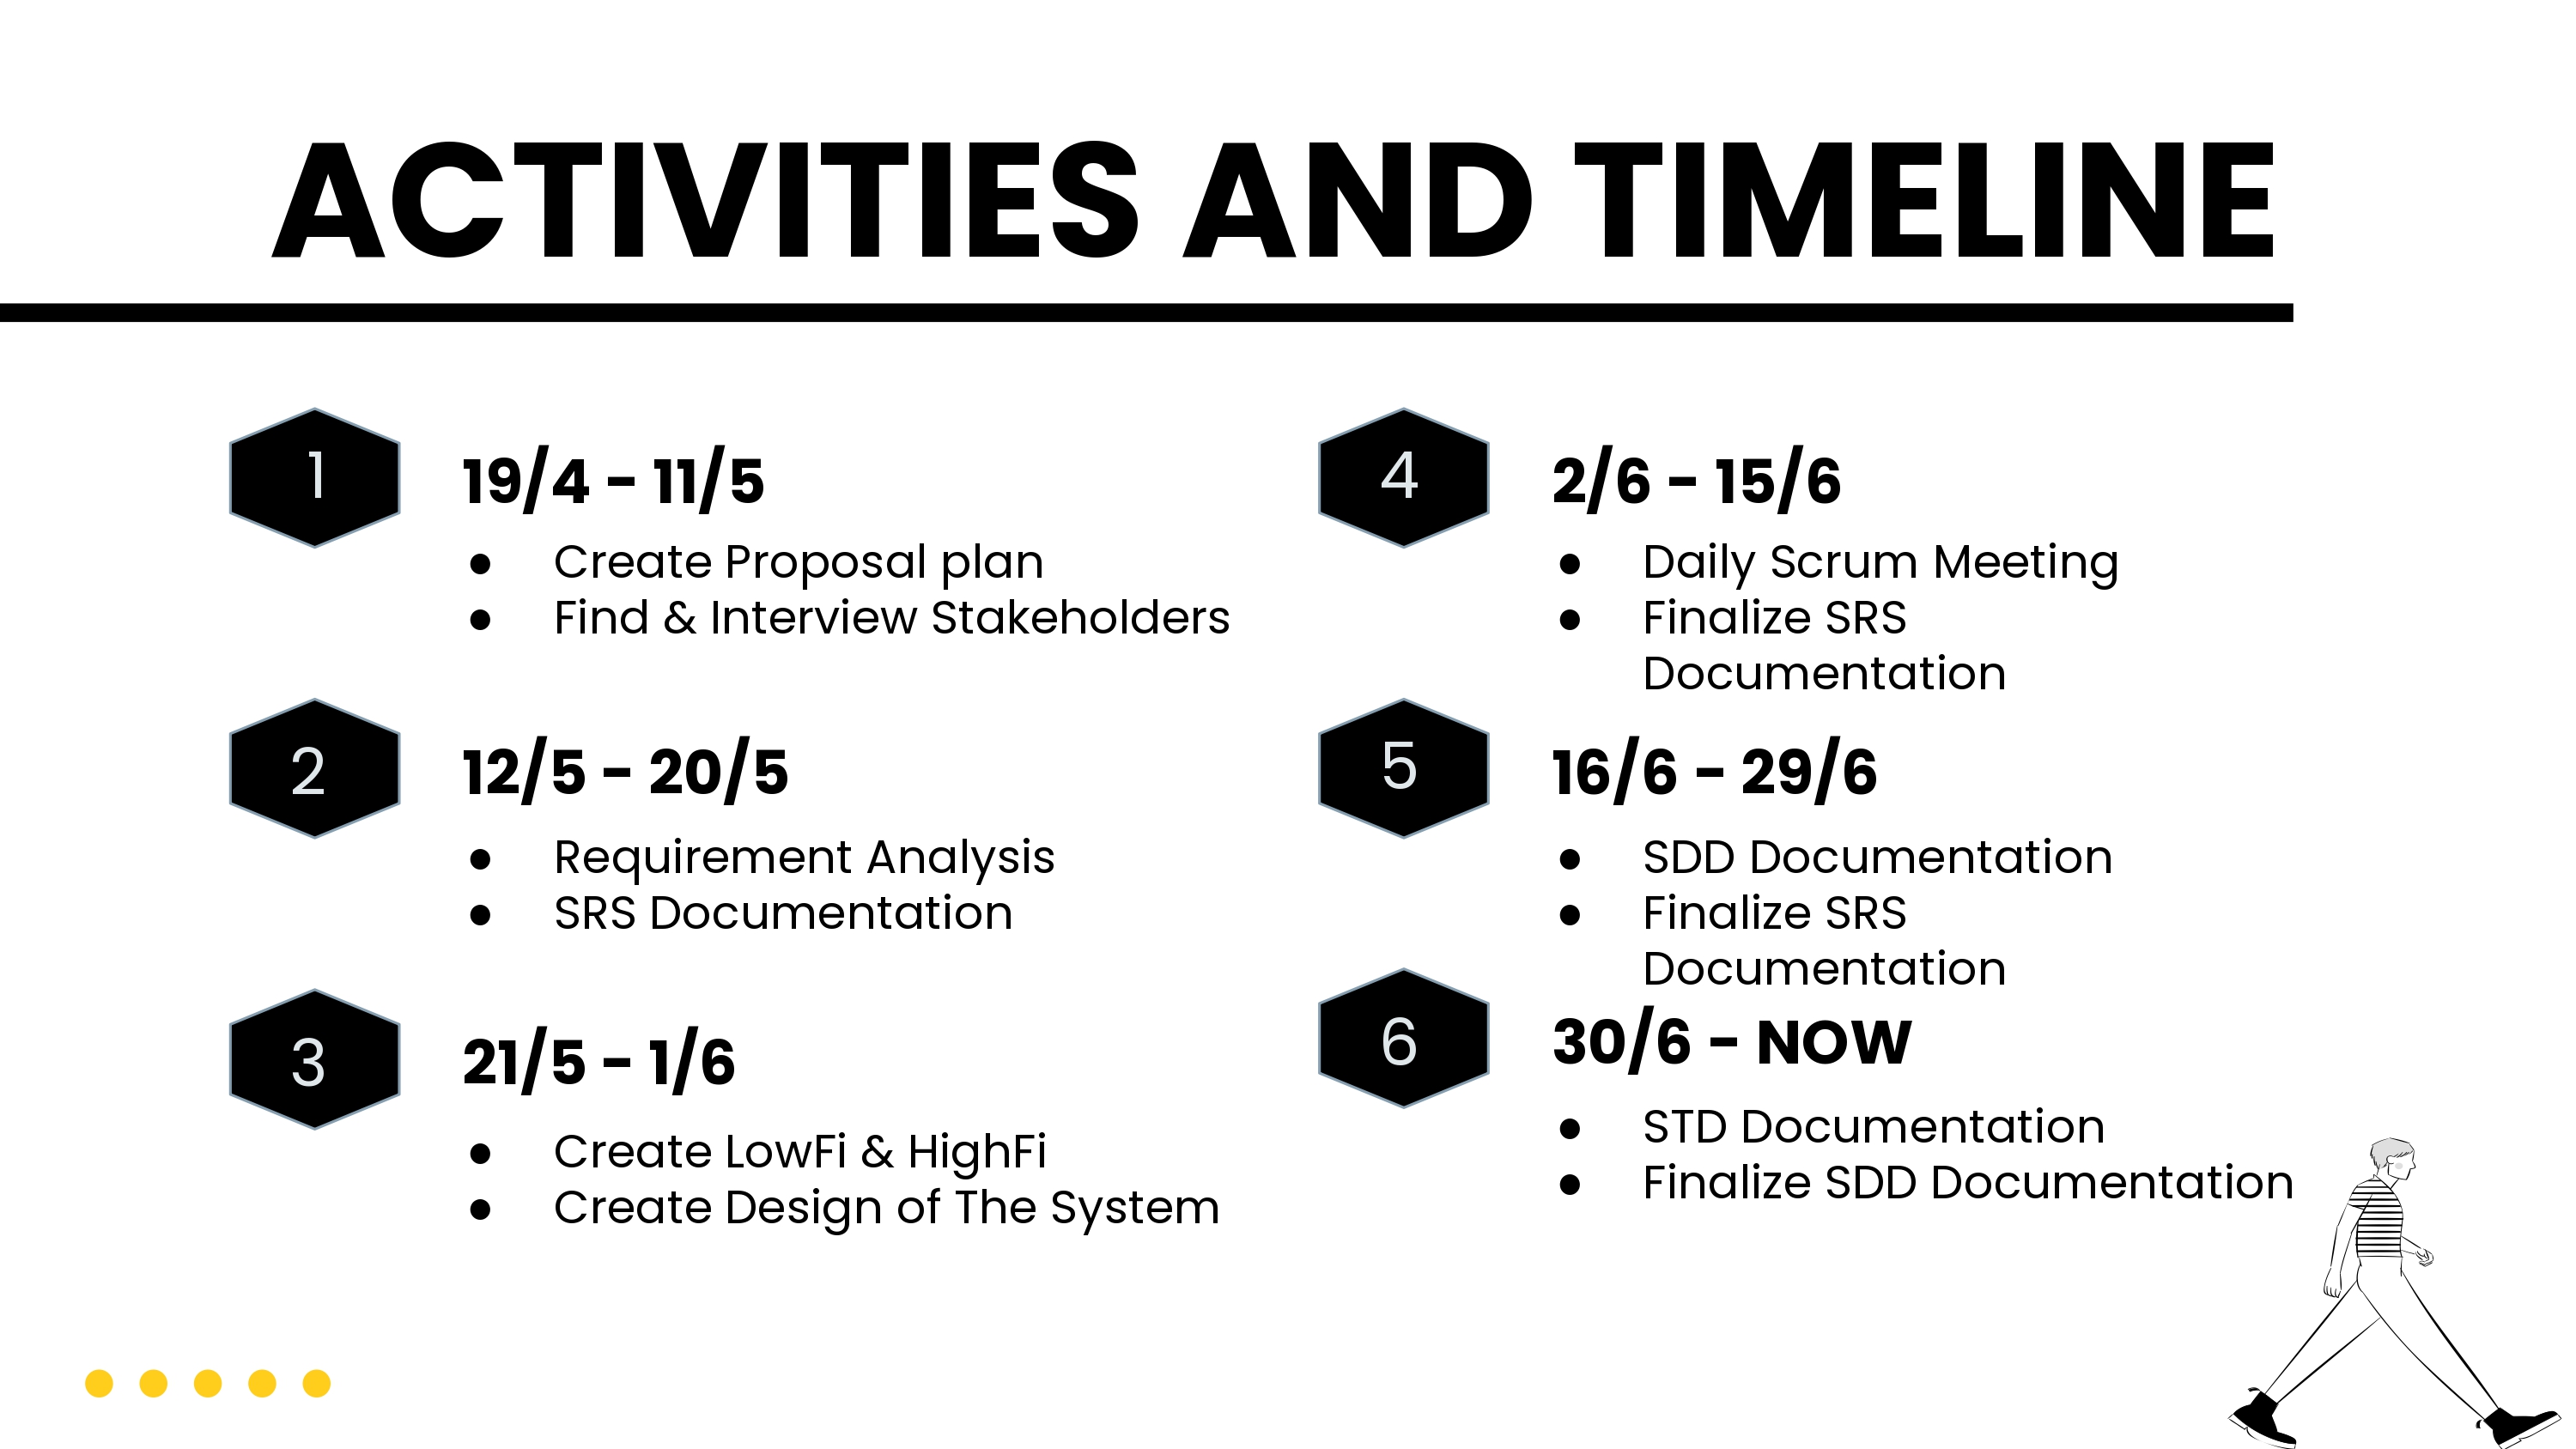 ACTIVITIES AND TIMELINE
1
19/4 - 11/5
● Create Proposal plan
● Find & Interview Stakeholders
2
12/5 - 20/5
● Requirement Analysis
● SRS Documentation
3
21/5 - 1/6
● Create LowFi & HighFi
● Create Design of The System
4
2/6 - 15/6
● Daily Scrum Meeting
● Finalize SRS
Documentation
5
16/6 - 29/6
● SDD Documentation
● Finalize SRS
Documentation
6
30/6 - NOW
● STD Documentation
● Finalize SDD Documentation